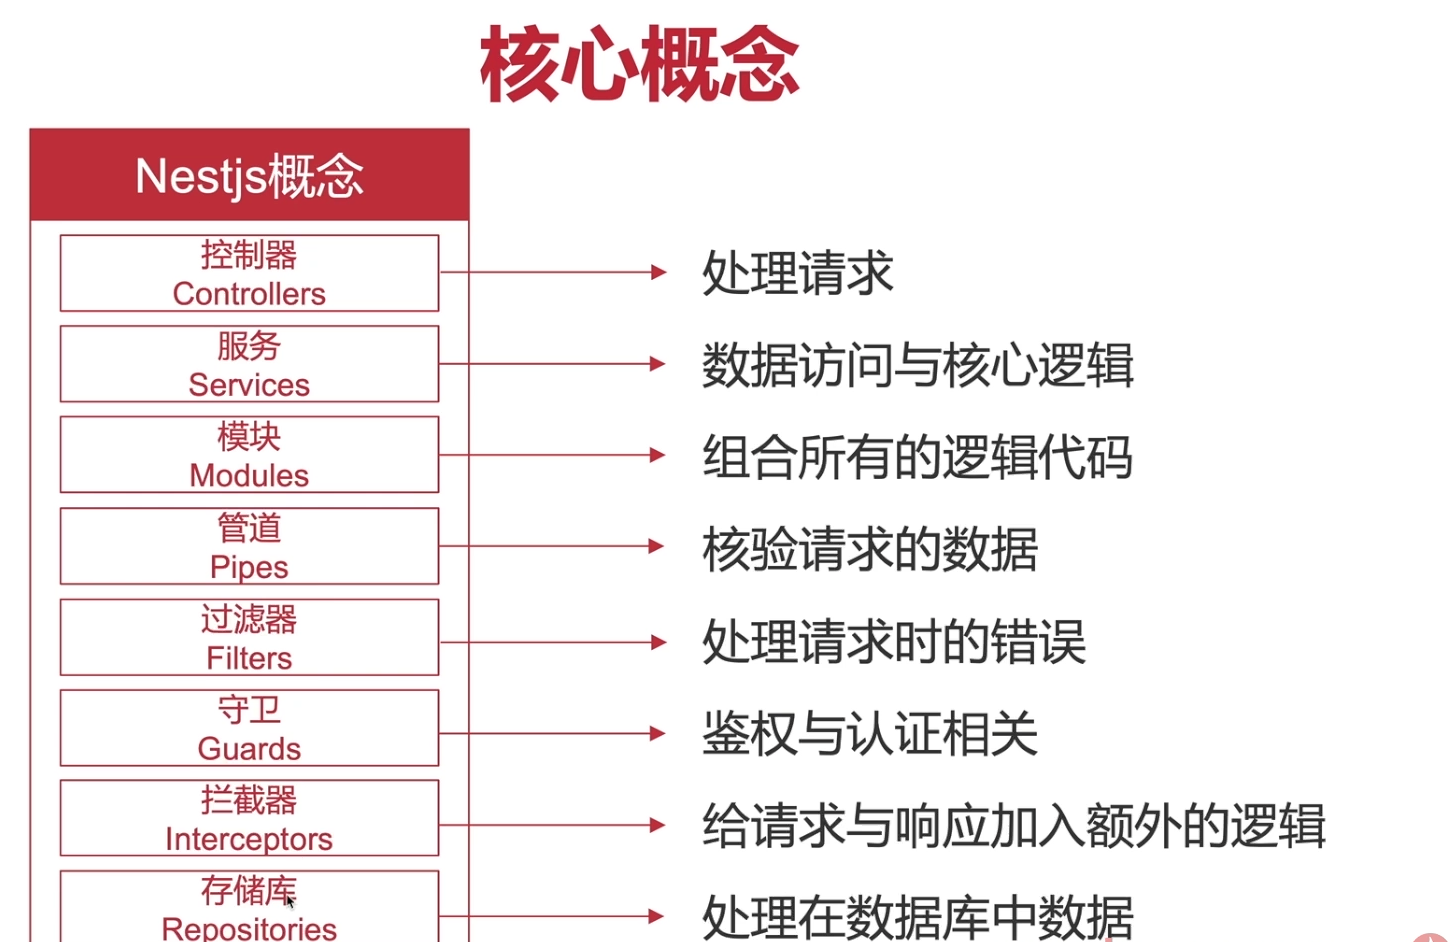 核心概念
Nestjs概念
控制器
Controllers
处理请求
服务
Services
数据访问与核心逻辑
模块
Modules
组合所有的逻辑代码
管道
Pipes
核验请求的数据
过滤器
Filters
处理请求时的错误
守卫
Guards
鉴权与认证相关
拦截器
Interceptors
给请求与响应加入额外的逻辑
存储库
Repositories
处理在数据库中数据